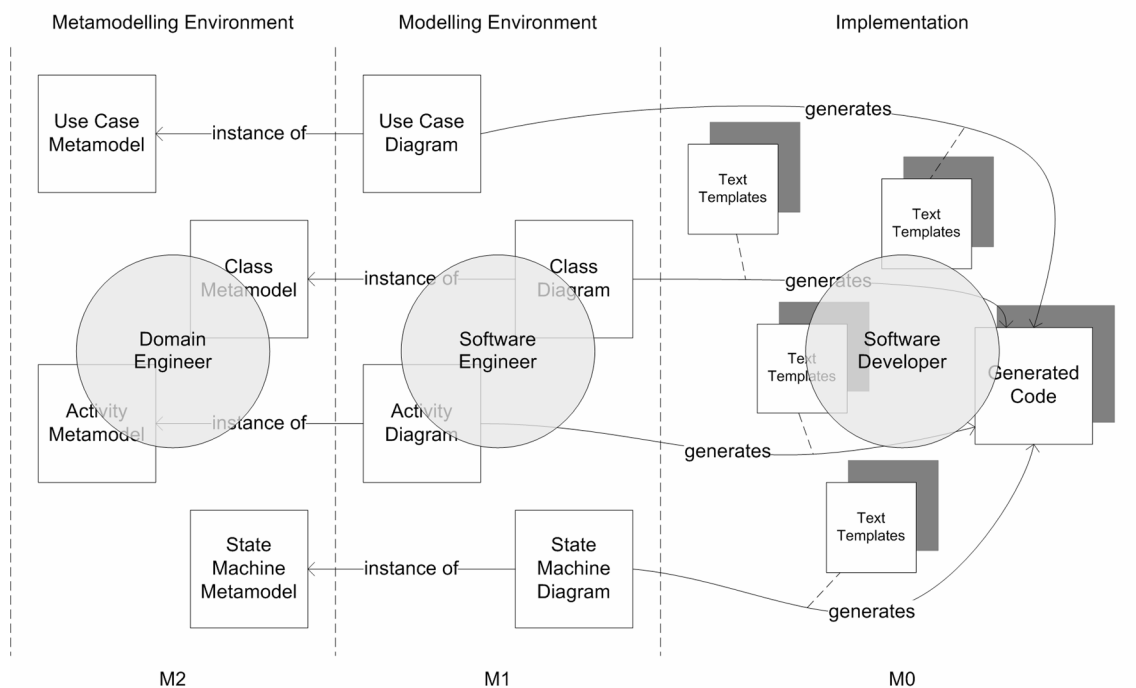 Metamodelling Environment
Modelling Environment
Implementation
Use Case
Metamodel
instance of
Use Case
Diagram
generates
Text
Templates
Text
Templates
Class
Metamodel
instance of
Class
Diagram
generates
Domain
Engineer
Software
Engineer
Text
Templates
Software
Developer
Generated
Code
Activity
Metamodel
instance of
Activity
Diagram
generates
Text
Templates
State
Machine
Metamodel
instance of
State
Machine
Diagram
generates
M2
M1
M0